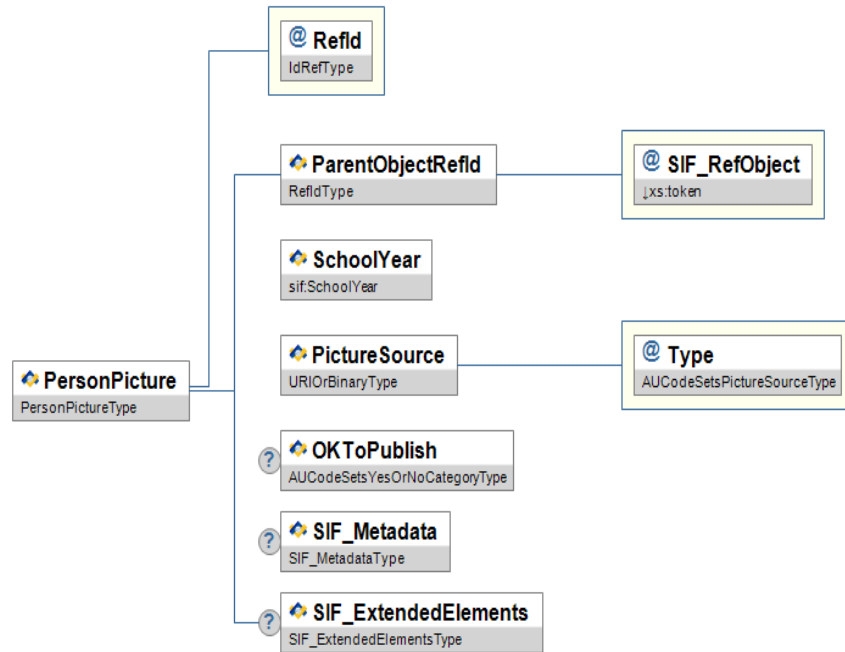 @ RefId
IdRefType
ParentObjectRefId
RefIdType
@ SIF_RefObject
↓xs:token
SchoolYear
sif:SchoolYear
PictureSource
URIOrBinaryType
@ Type
AUCodeSetsPictureSourceType
PersonPicture
PersonPictureType
? OKToPublish
AUCodeSetsYesOrNoCategoryType
? SIF_Metadata
SIF_MetadataType
? SIF_ExtendedElements
SIF_ExtendedElementsType